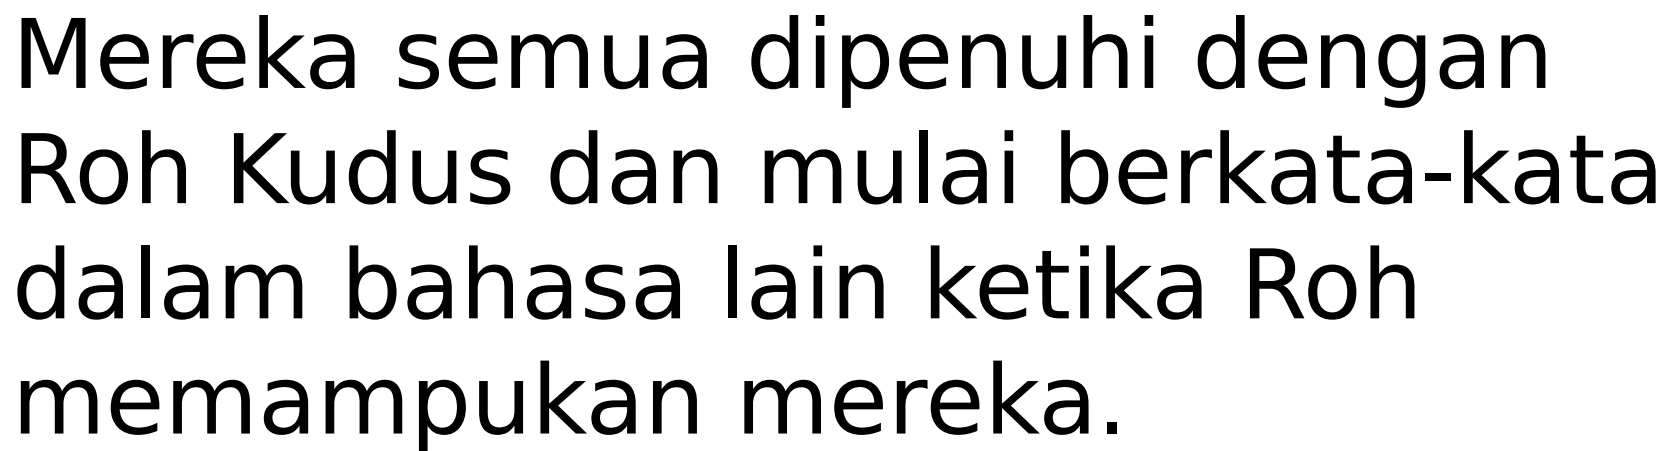 Mereka semua dipenuhi dengan
Roh Kudus dan mulai berkata-kata
dalam bahasa lain ketika Roh
memampukan mereka.